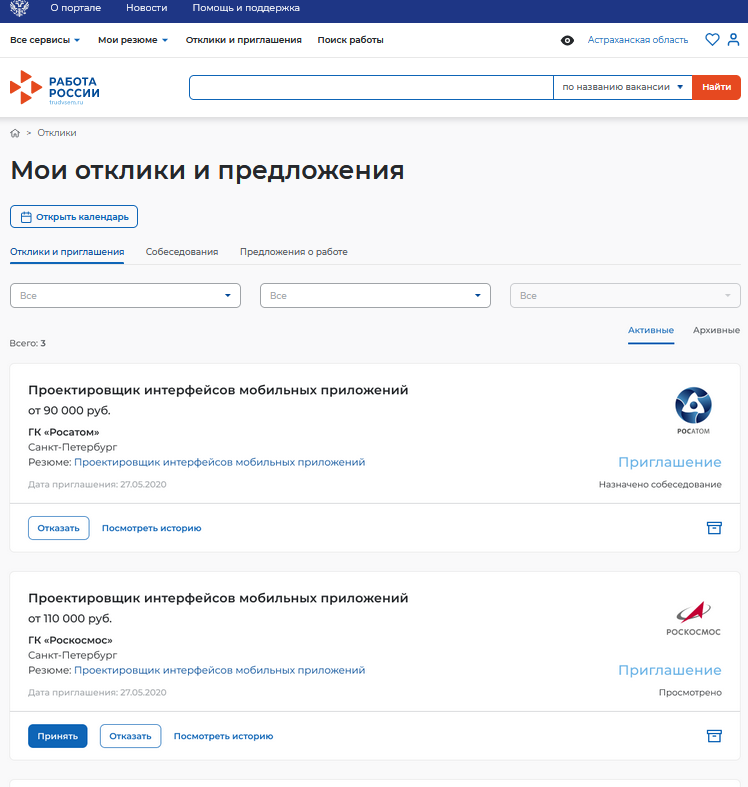 О портале Новости Помощь и поддержка
Все сервисы Мои резюме Отклики и приглашения Поиск работы Астраханская область
РАБОТА
РОССИИ
trudvsem.ru
по названию вакансии Найти
> Отклики
Мои отклики и предложения
Открыть календарь
Отклики и приглашения Собеседования Предложения о работе
Все Все Все
Активные Архивные
Всего: 3
Проектировщик интерфейсов мобильных приложений
от 90 000 руб.
РОСАТОМ
ГК «Росатом»
Санкт-Петербург
Резюме: Проектировщик интерфейсов мобильных приложений Приглашение
Дата приглашения: 27.05.2020 Назначено собеседование
Отказать Посмотреть историю
Проектировщик интерфейсов мобильных приложений
от 110 000 руб.
РОСКОСМОС
ГК «Роскосмос»
Санкт-Петербург
Резюме: Проектировщик интерфейсов мобильных приложений Приглашение
Дата приглашения: 27.05.2020 Просмотрено
Принять Отказать Посмотреть историю